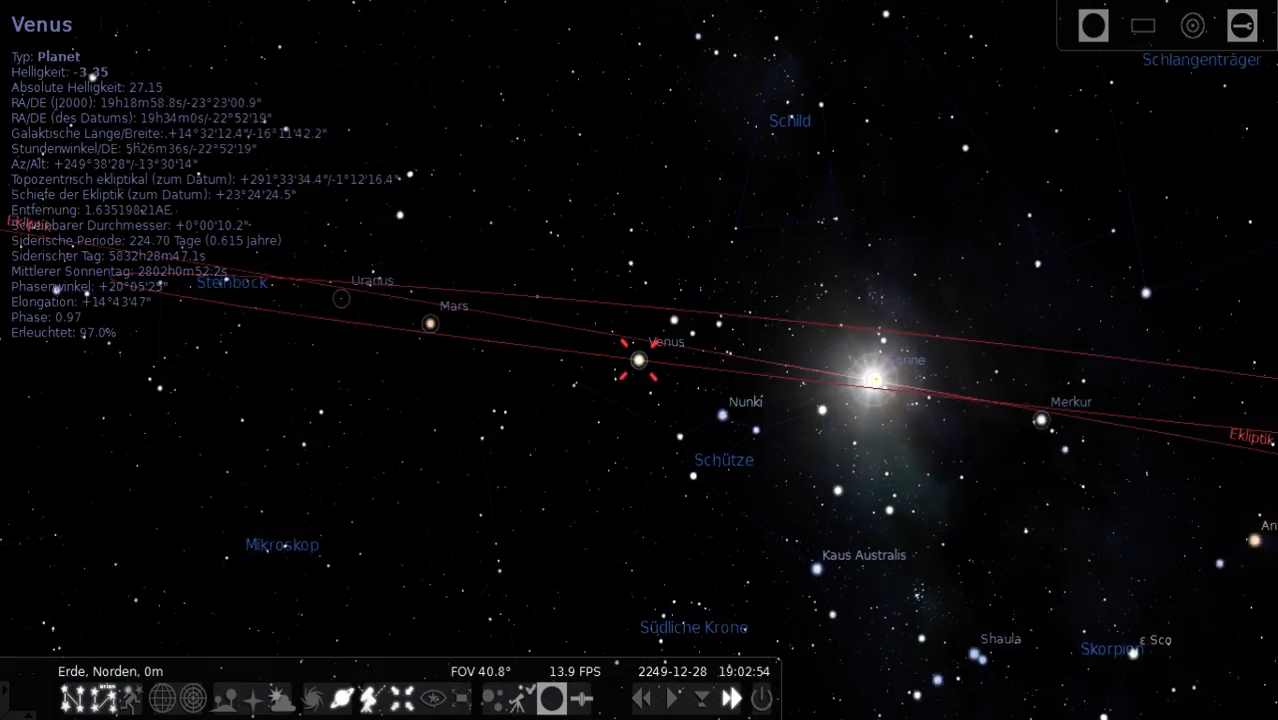 Venus
Typ: Planet
Helligkeit: -3.35
Absolute Helligkeit: 27.15
RA/DE (J2000): 19h18m58.8s/-23°23'00.9"
RA/DE (des Datums): 19h34m0s/-22°52'19"
Galaktische Länge/Breite: +14°32'12.4"/-16°11'42.2"
Stundenwinkel/DE: 5h26m36s/-22°52'19"
Az/Alt: +249°38'28"/-13°30'14"
Topozentrisch ekliptikal (zum Datum): +291°33'34.4"/-1°12'16.4"
Schiefe der Ekliptik (zum Datum): +23°24'24.5"
Entfernung: 1.63519821AE
Scheinbarer Durchmesser: +0°00'10.2"
Siderische Periode: 224.70 Tage (0.615 Jahre)
Siderischer Tag: 5832h28m47.1s
Mittlerer Sonnentag: 2802h0m52.2s
Phasenwinkel: +20°05'25"
Elongation: +14°43'47"
Phase: 0.97
Erleuchtet: 97.0%
Schlangenträger
Schild
Ekliptik
Steinbock
Uranus
Mars
Venus
Sonne
Nunki
Merkur
Ekliptik
Schütze
An
Mikroskop
Kaus Australis
Südliche Krone
Shaula
Skorpion
ε Sco
Erde, Norden, 0m
FOV 40.8°
13.9 FPS
2249-12-28
19:02:54